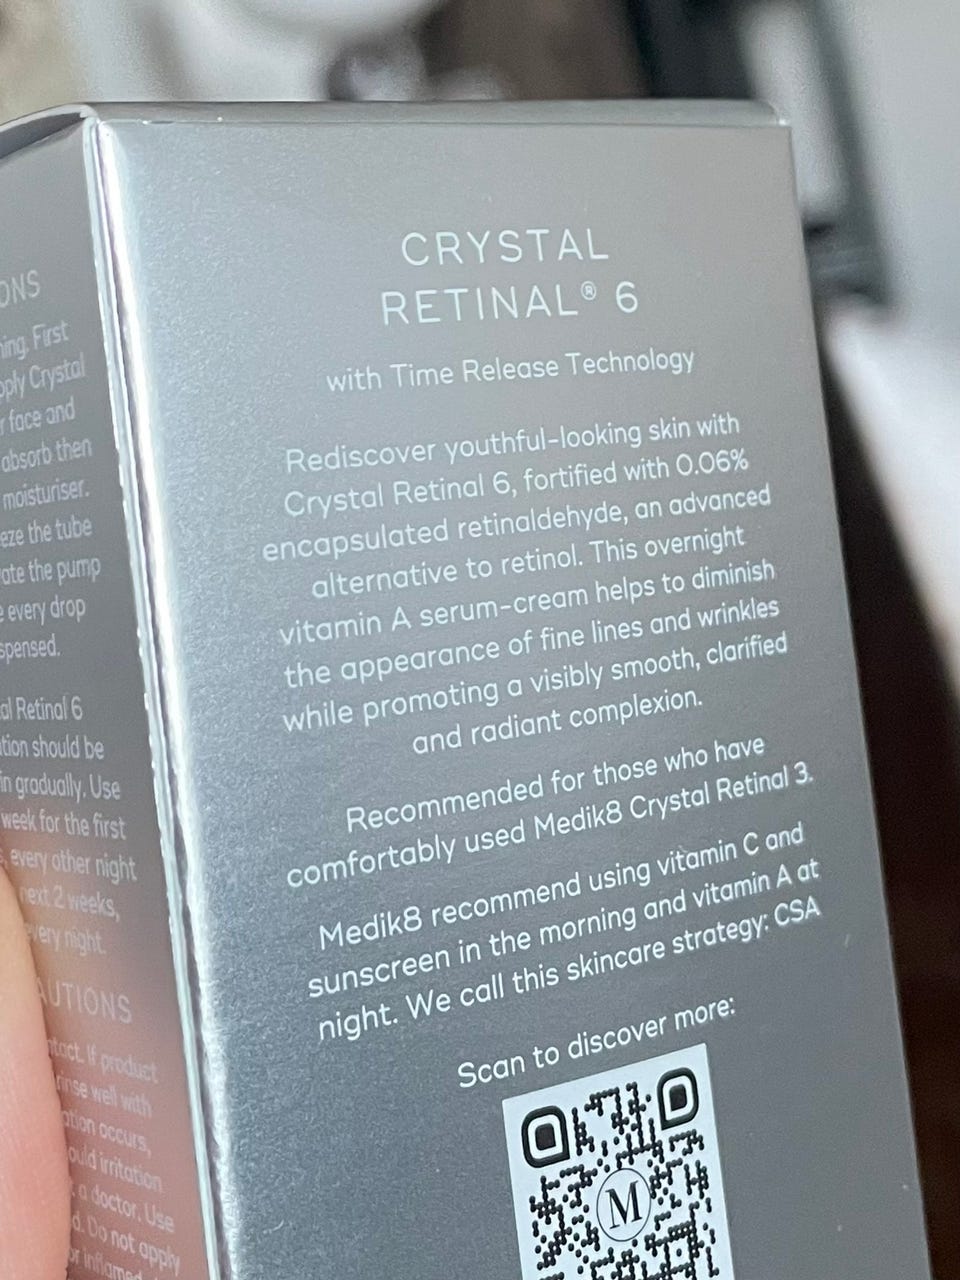 CRYSTAL
RETINAL® 6
with Time Release Technology
Rediscover youthful-looking skin with
Crystal Retinal 6, fortified with 0.06%
encapsulated retinaldehyde, an advanced
alternative to retinol. This overnight
vitamin A serum-cream helps to diminish
the appearance of fine lines and wrinkles
while promoting a visibly smooth, clarified
and radiant complexion.
Recommended for those who have
comfortably used Medik8 Crystal Retinal 3.
Medik8 recommend using vitamin C and
sunscreen in the morning and vitamin A at
night. We call this skincare strategy: CSA
Scan to discover more:
M
First
Crystal
face and
absorb then
moisturiser.
the tube
the pump
every drop
Retinal 6
should be
gradually. Use
week for the first
every other night
next 2 weeks,
night.
If product
rinse well with
occurs,
irritation
a doctor. Use
Do not apply